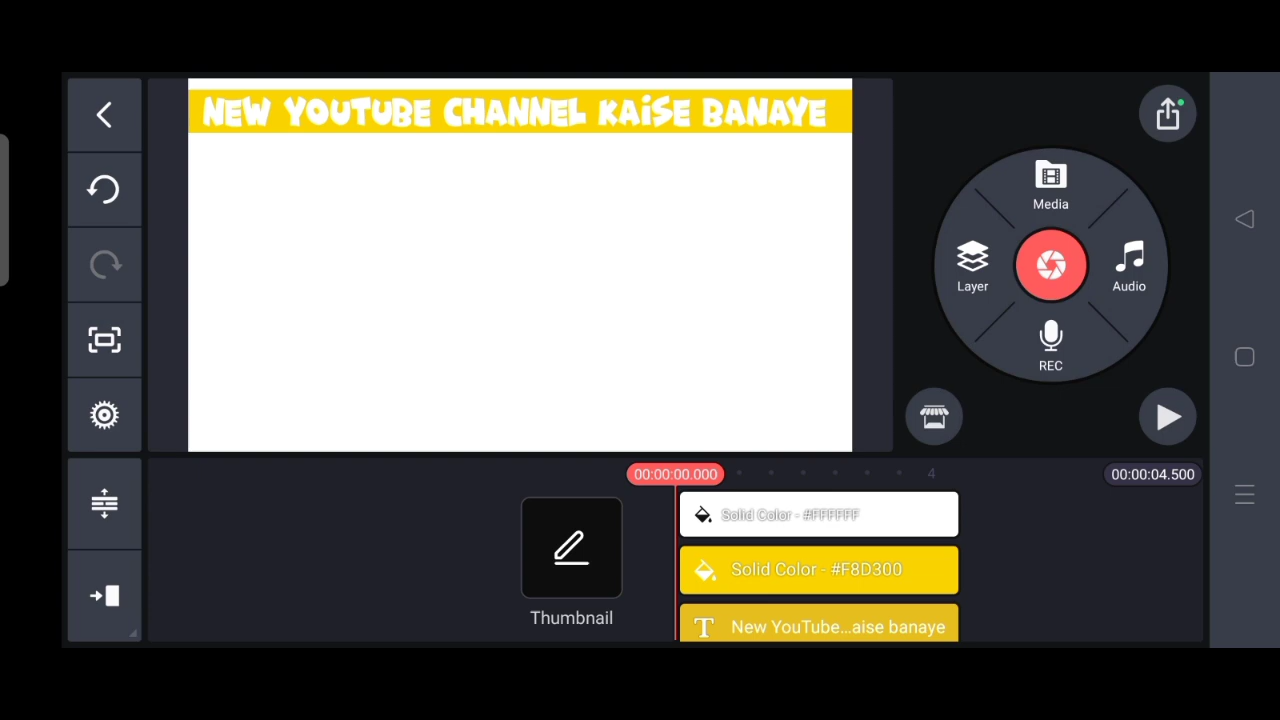 NEW YOUTUBE CHANNEL KAiSE BANAYE
Media
Layer
Audio
REC
00:00:00.000
4
00:00:04.500
Solid Color - #FFFFFF
Solid Color - #F8D300
T New YouTube...aise banaye
Thumbnail